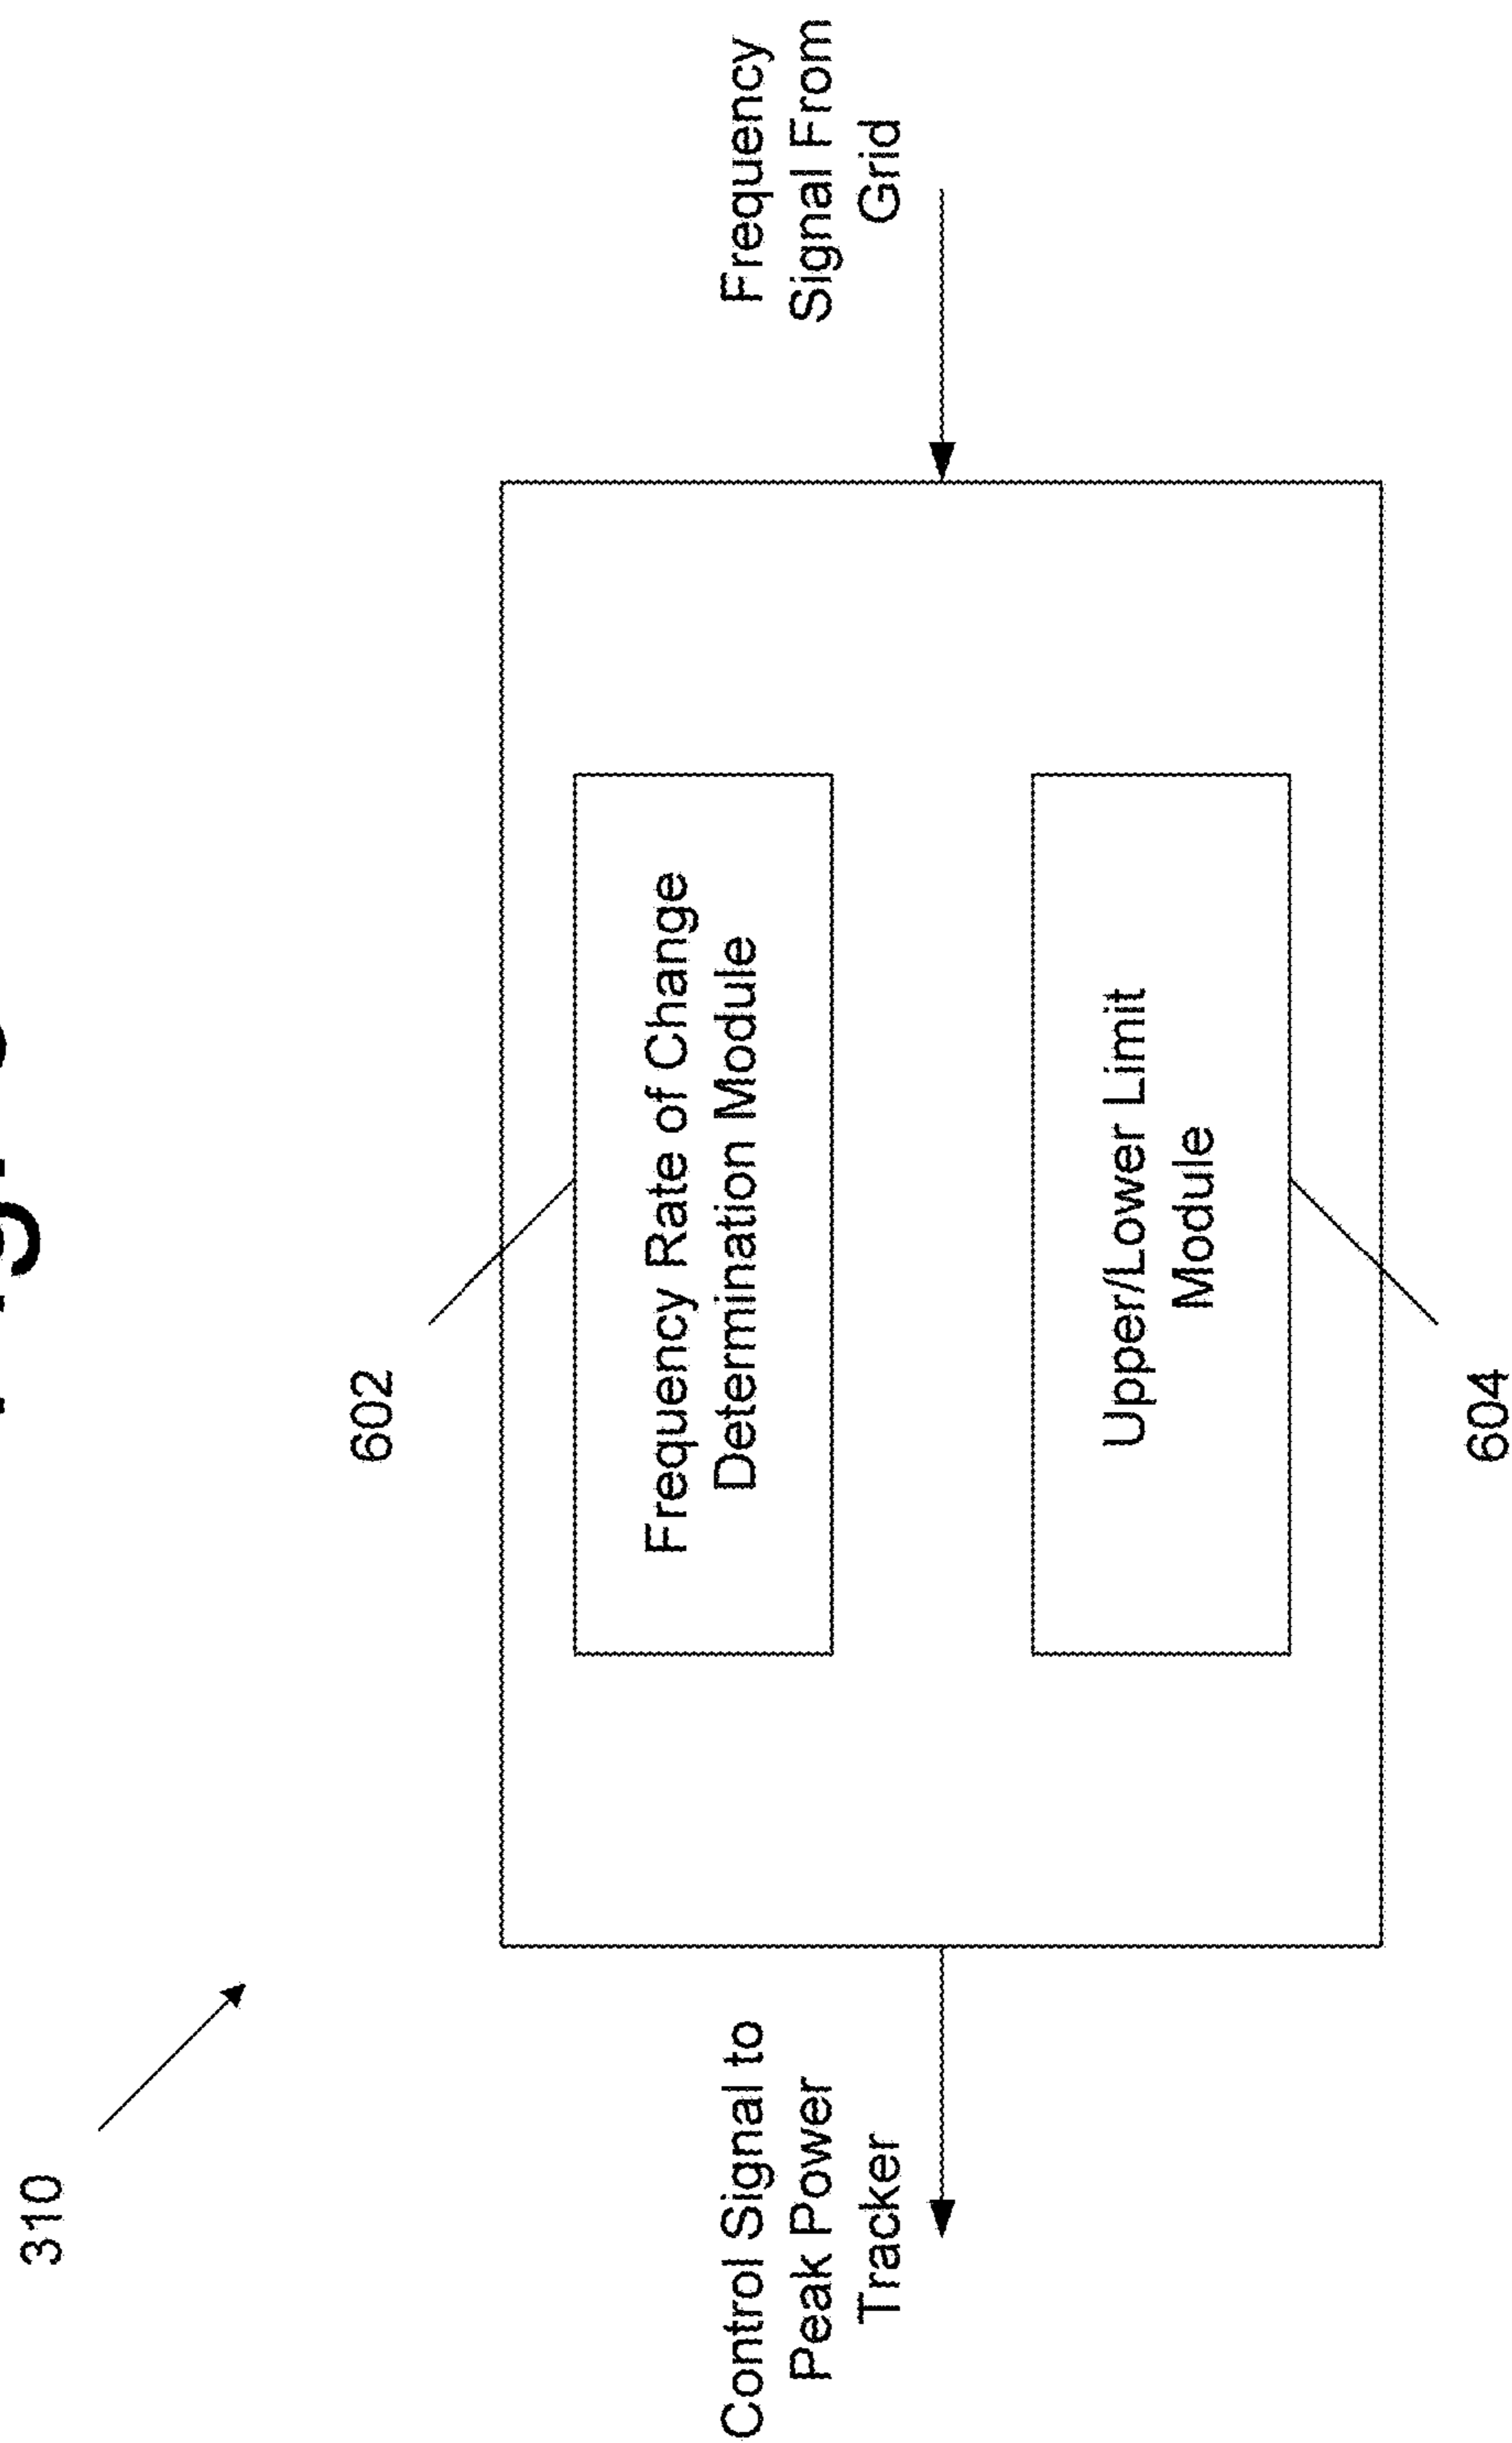 310
602
Frequency Rate of Change
Determination Module
Upper/Lower Limit
Module
604
Control Signal to
Peak Power
Tracker
Frequency
Signal From
Grid